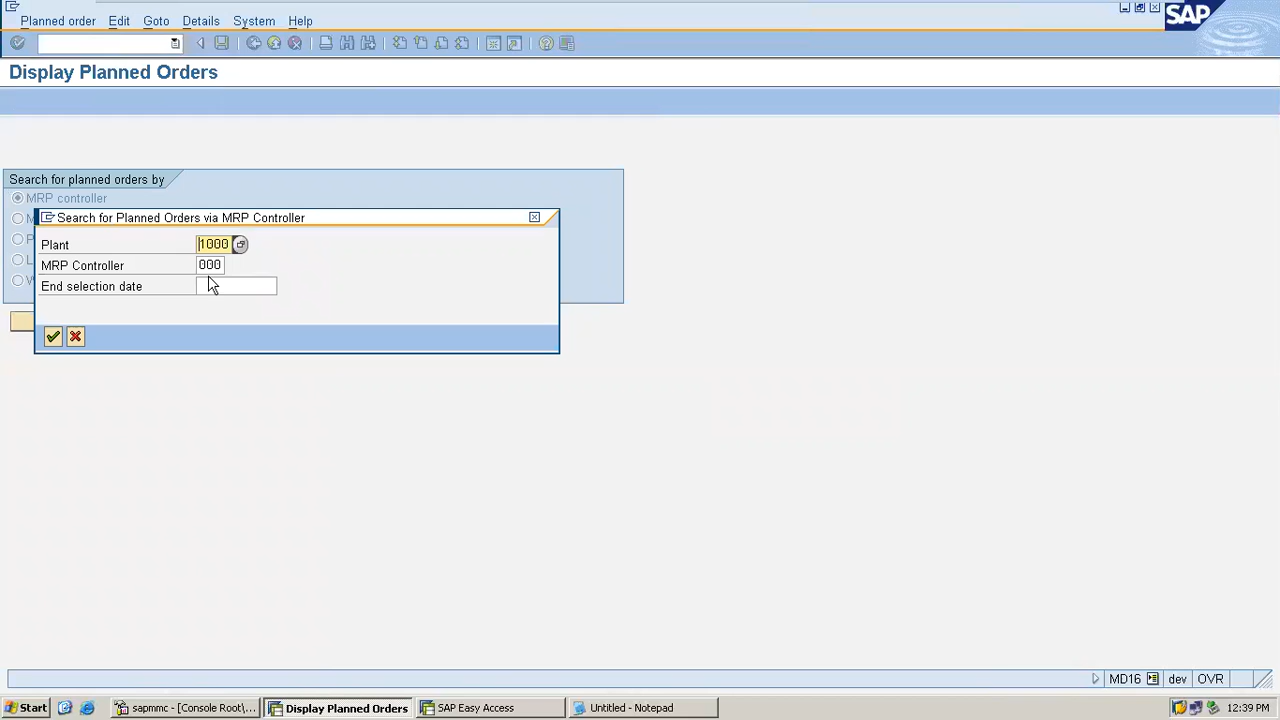 Planned order Edit Goto Details System Help
SAP
Display Planned Orders
Search for planned orders by
MRP controller
Search for Planned Orders via MRP Controller
Plant 1000
MRP Controller 000
End selection date
MD16 dev OVR
Start sapmmc - [Console Root\... Display Planned Orders SAP Easy Access Untitled - Notepad 12:39 PM